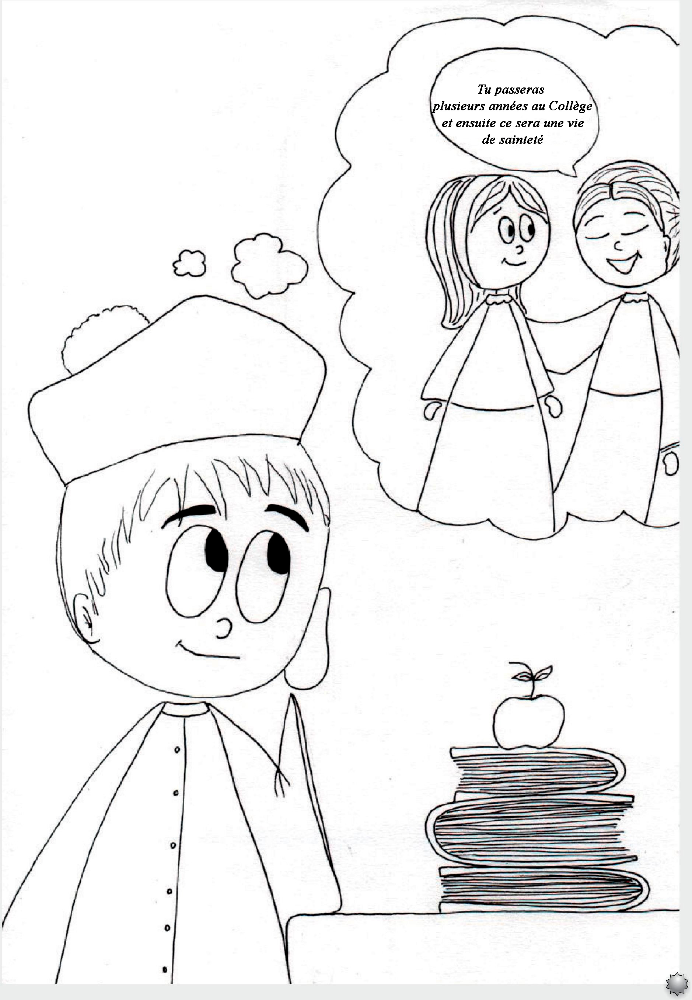 Tu passeras
plusieurs années au Collège
et ensuite ce sera une vie
de sainteté